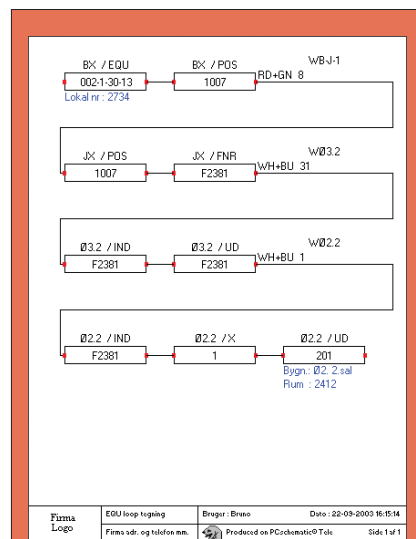 BX / EQU BX / POS WB-J-1
002-1-30-13 1007 RD+GN 8
Lokal nr : 2734
JX / POS JX / FNR WØ3.2
1007 F2381 WH+BU 31
Ø3.2 / IND Ø3.2 / UD WØ2.2
F2381 F2381 WH+BU 1
Ø2.2 / IND Ø2.2 / X Ø2.2 / UD
F2381 1 201
Bygn.: Ø2. 2.sal
Rum : 2412
Firma Logo
EQU loop tegning Bruger : Bruno Dato : 22-09-2003 16:15:14
Firma adr. og telefon mm. Produced on PCschematic© Tele Side 1 af 1